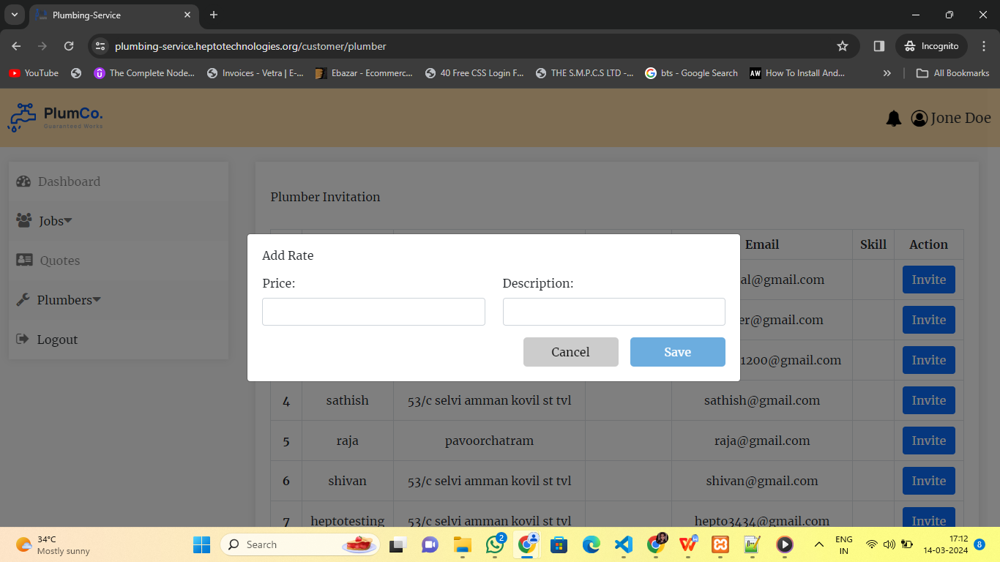 Plumbing-Service
plumbing-service.heptotechnologies.org/customer/plumber
Incognito
YouTube
The Complete Node...
Invoices - Vetra | E-...
Ebazar - Ecommerc...
40 Free CSS Login F...
THE S.M.P.C.S LTD -...
bts - Google Search
AW How To Install And...
All Bookmarks
PlumCo.
Guaranteed Works
Jone Doe
Dashboard
Jobs
Quotes
Plumbers
Logout
Plumber Invitation
Email Skill Action
al@gmail.com Invite
er@gmail.com Invite
1200@gmail.com Invite
Add Rate
Price:
Description:
Cancel
Save
4 sathish 53/c selvi amman kovil st tvl sathish@gmail.com Invite
5 raja pavoorchatram raja@gmail.com Invite
6 shivan 53/c selvi amman kovil st tvl shivan@gmail.com Invite
7 heptotesting 53/c selvi amman kovil st tvl hepto3434@gmail.com Invite
34°C
Mostly sunny
Search
2
ENG
IN
17:12
14-03-2024
8